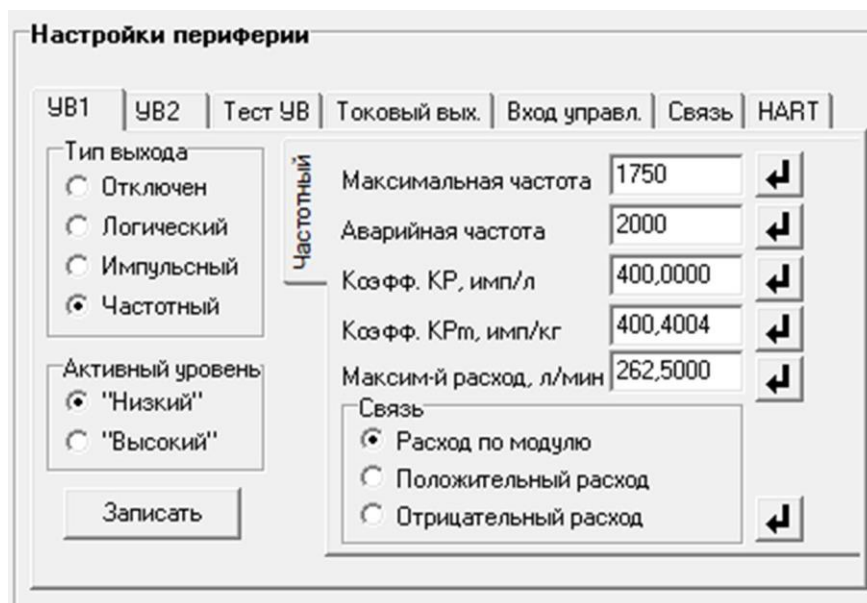 Настройки периферии
УВ1 УВ2 Тест УВ Токовый вых. Вход управл. Связь HART
Тип выхода
Отключен
Логический
Импульсный
Частотный
Активный уровень
"Низкий"
"Высокий"
Записать
Частотный
Максимальная частота 1750
Аварийная частота 2000
Коэфф. КР, имп/л 400,0000
Коэфф. КРm, имп/кг 400,4004
Максим-й расход, л/мин 262,5000
Связь
Расход по модулю
Положительный расход
Отрицательный расход